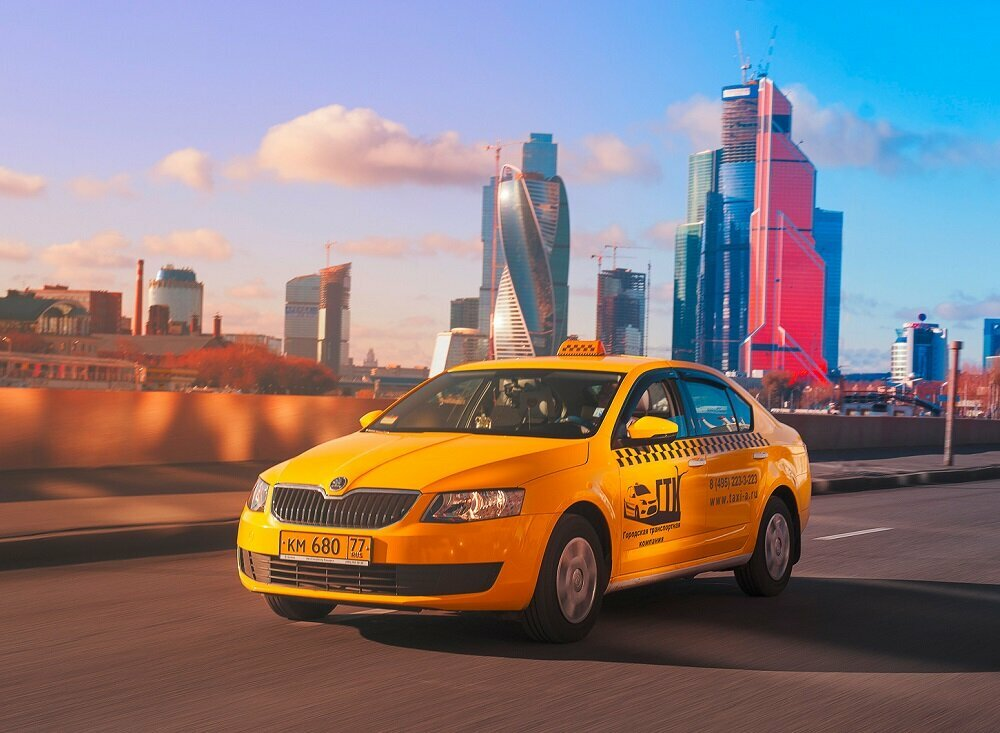 ГТК
Городская транспортная
компания
8 (495) 223-3-223
www.taxi-a.ru
КМ 680 77
RUS